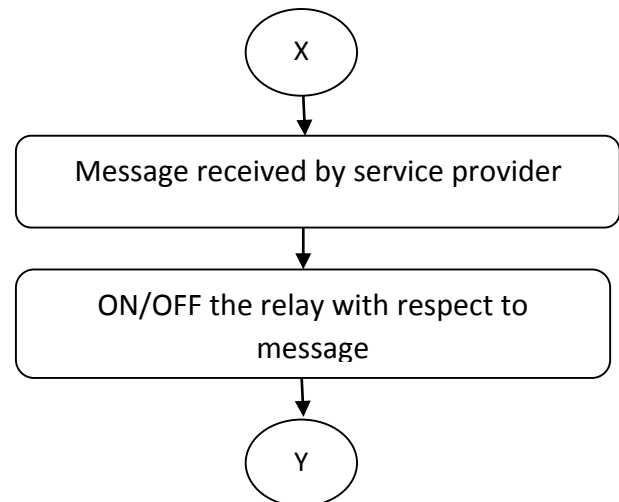 X
Message received by service provider
ON/OFF the relay with respect to
message
Y